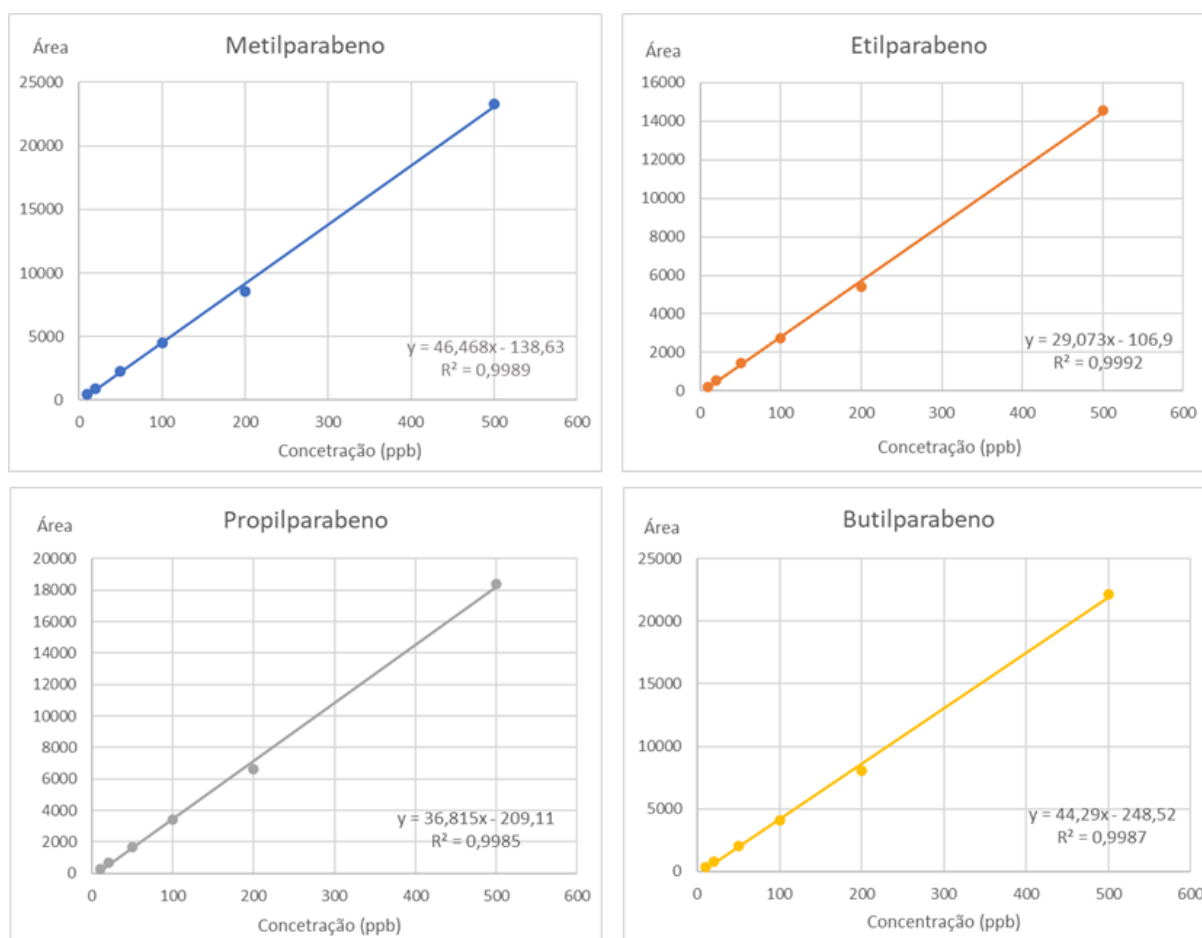 Metilparabeno
Área
25000
20000
15000
10000
5000
0
y = 46,468x - 138,63
R² = 0,9989
0 100 200 300 400 500 600
Concetração (ppb)
Etilparabeno
Área
16000
14000
12000
10000
8000
6000
4000
2000
0
y = 29,073x - 106,9
R² = 0,9992
0 100 200 300 400 500 600
Concetração (ppb)
Propilparabeno
Área
20000
18000
16000
14000
12000
10000
8000
6000
4000
2000
0
y = 36,815x - 209,11
R² = 0,9985
0 100 200 300 400 500 600
Concetração (ppb)
Butilparabeno
Área
25000
20000
15000
10000
5000
0
y = 44,29x - 248,52
R² = 0,9987
0 100 200 300 400 500 600
Concentração (ppb)